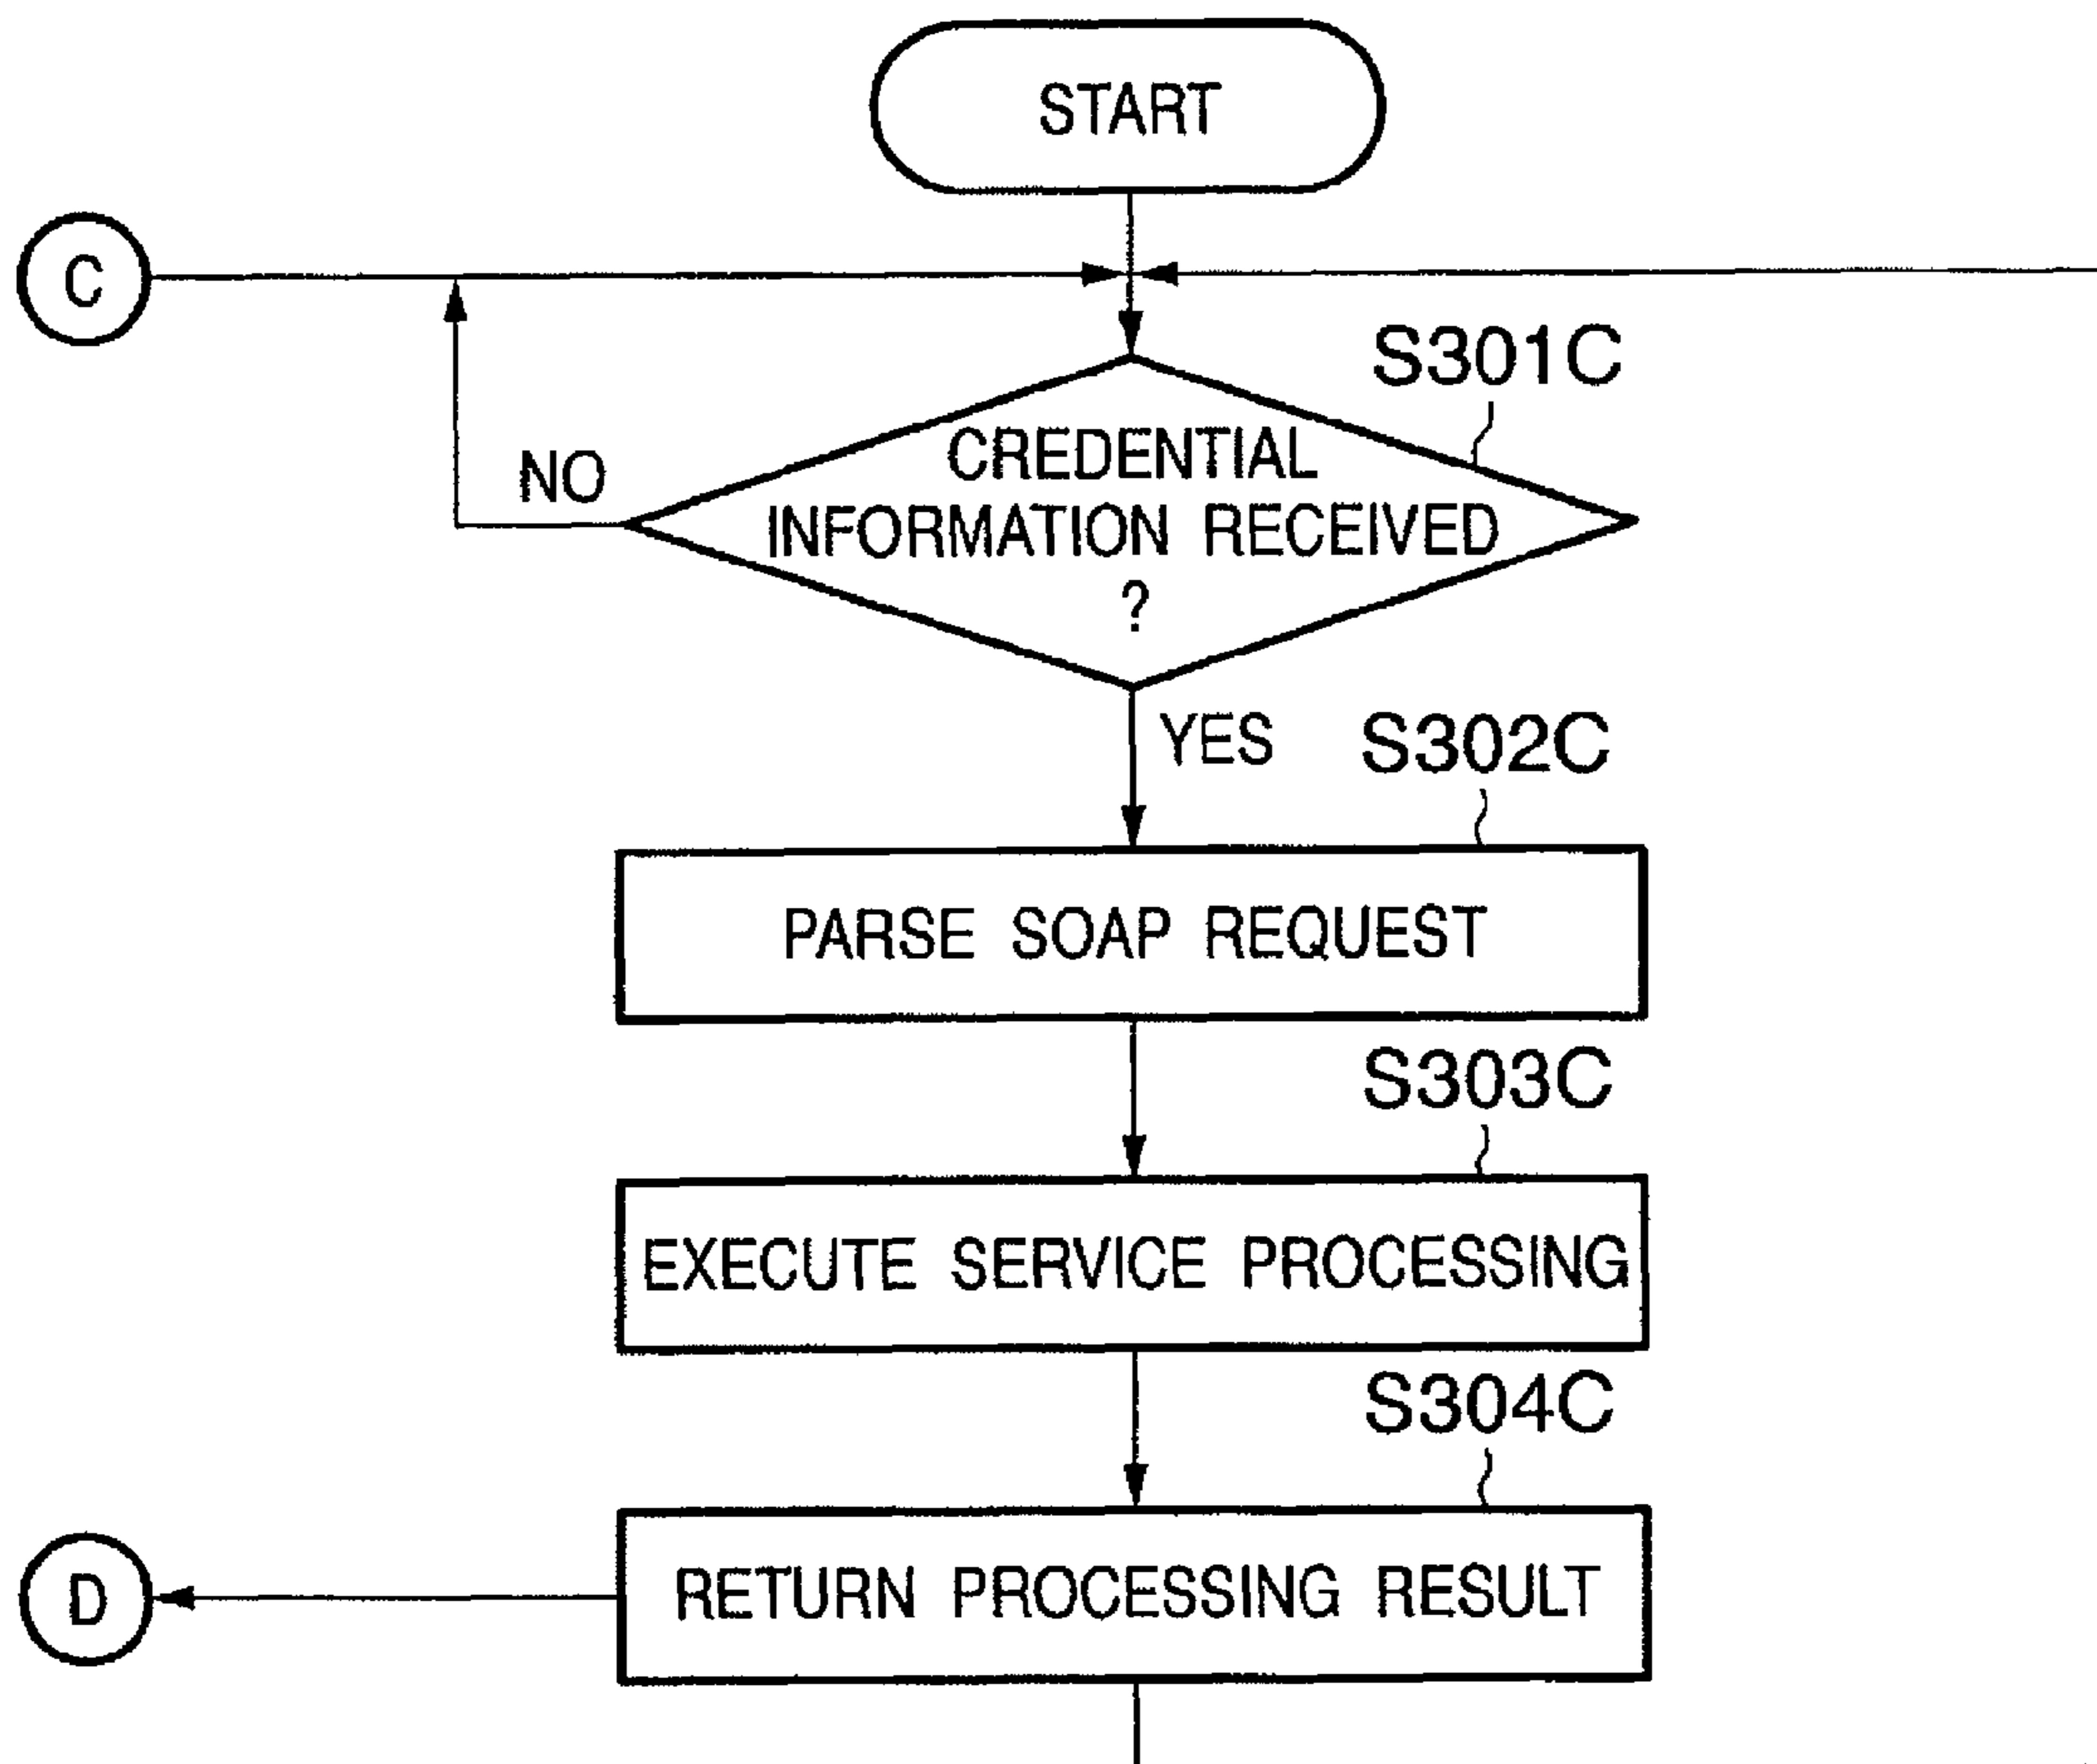 START
C
S301C
CREDENTIAL
INFORMATION RECEIVED
?
NO
YES
S302C
PARSE SOAP REQUEST
S303C
EXECUTE SERVICE PROCESSING
S304C
RETURN PROCESSING RESULT
D